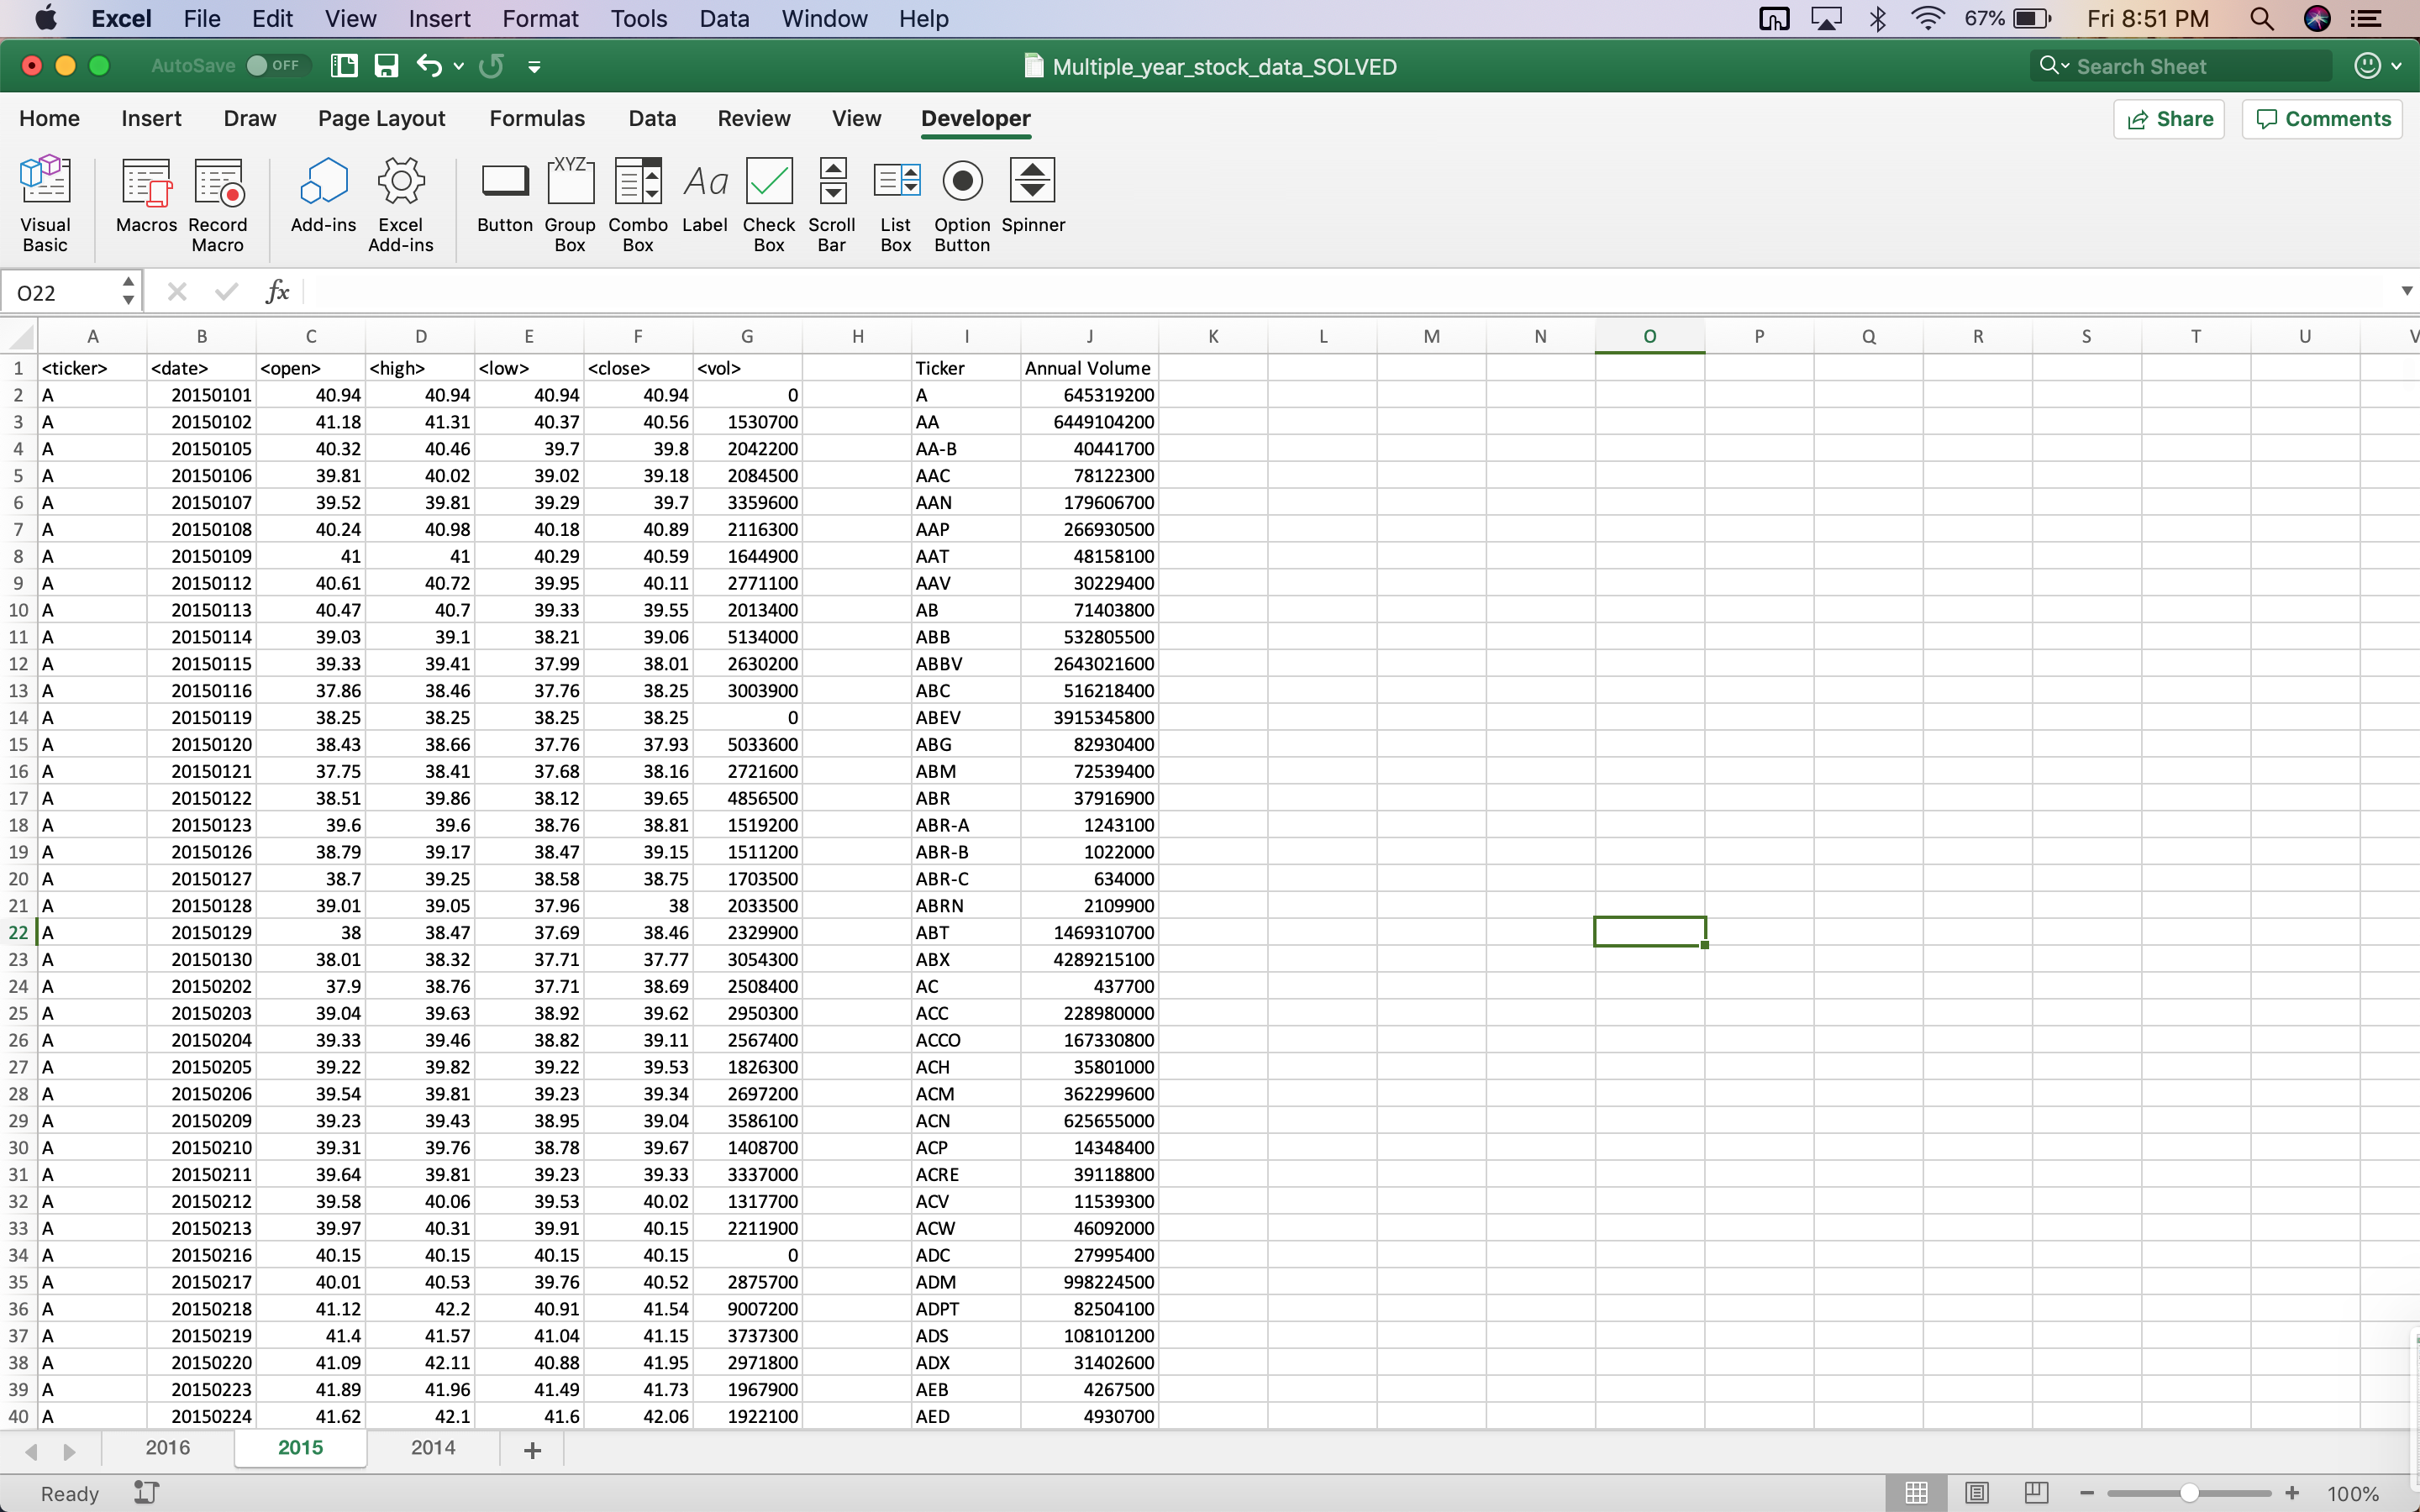 Excel File Edit View Insert Format Tools Data Window Help 67% Fri 8:51 PM
AutoSave OFF Multiple_year_stock_data_SOLVED Search Sheet
Home Insert Draw Page Layout Formulas Data Review View Developer Share Comments
XYZ Aa
Visual Basic Macros Record Macro Add-ins Excel Add-ins Button Group Box Combo Box Label Check Box Scroll Bar List Box Option Button Spinner
O22 fx
A B C D E F G H I J K L M N O P Q R S T U V
1 <ticker> <date> <open> <high> <low> <close> <vol> Ticker Annual Volume
2 A 20150101 40.94 40.94 40.94 40.94 0 A 645319200
3 A 20150102 41.18 41.31 40.37 40.56 1530700 AA 6449104200
4 A 20150105 40.32 40.46 39.7 39.8 2042200 AA-B 40441700
5 A 20150106 39.81 40.02 39.02 39.18 2084500 AAC 78122300
6 A 20150107 39.52 39.81 39.29 39.7 3359600 AAN 179606700
7 A 20150108 40.24 40.98 40.18 40.89 2116300 AAP 266930500
8 A 20150109 41 41 40.29 40.59 1644900 AAT 48158100
9 A 20150112 40.61 40.72 39.95 40.11 2771100 AAV 30229400
10 A 20150113 40.47 40.7 39.33 39.55 2013400 AB 71403800
11 A 20150114 39.03 39.1 38.21 39.06 5134000 ABB 532805500
12 A 20150115 39.33 39.41 37.99 38.01 2630200 ABBV 2643021600
13 A 20150116 37.86 38.46 37.76 38.25 3003900 ABC 516218400
14 A 20150119 38.25 38.25 38.25 38.25 0 ABEV 3915345800
15 A 20150120 38.43 38.66 37.76 37.93 5033600 ABG 82930400
16 A 20150121 37.75 38.41 37.68 38.16 2721600 ABM 72539400
17 A 20150122 38.51 39.86 38.12 39.65 4856500 ABR 37916900
18 A 20150123 39.6 39.6 38.76 38.81 1519200 ABR-A 1243100
19 A 20150126 38.79 39.17 38.47 39.15 1511200 ABR-B 1022000
20 A 20150127 38.7 39.25 38.58 38.75 1703500 ABR-C 634000
21 A 20150128 39.01 39.05 37.96 38 2033500 ABRN 2109900
22 A 20150129 38 38.47 37.69 38.46 2329900 ABT 1469310700
23 A 20150130 38.01 38.32 37.71 37.77 3054300 ABX 4289215100
24 A 20150202 37.9 38.76 37.71 38.69 2508400 AC 437700
25 A 20150203 39.04 39.63 38.92 39.62 2950300 ACC 228980000
26 A 20150204 39.33 39.46 38.82 39.11 2567400 ACCO 167330800
27 A 20150205 39.22 39.82 39.22 39.53 1826300 ACH 35801000
28 A 20150206 39.54 39.81 39.23 39.34 2697200 ACM 362299600
29 A 20150209 39.23 39.43 38.95 39.04 3586100 ACN 625655000
30 A 20150210 39.31 39.76 38.78 39.67 1408700 ACP 14348400
31 A 20150211 39.64 39.81 39.23 39.33 3337000 ACRE 39118800
32 A 20150212 39.58 40.06 39.53 40.02 1317700 ACV 11539300
33 A 20150213 39.97 40.31 39.91 40.15 2211900 ACW 46092000
34 A 20150216 40.15 40.15 40.15 40.15 0 ADC 27995400
35 A 20150217 40.01 40.53 39.76 40.52 2875700 ADM 998224500
36 A 20150218 41.12 42.2 40.91 41.54 9007200 ADPT 82504100
37 A 20150219 41.4 41.57 41.04 41.15 3737300 ADS 108101200
38 A 20150220 41.09 42.11 40.88 41.95 2971800 ADX 31402600
39 A 20150223 41.89 41.96 41.49 41.73 1967900 AEB 4267500
40 A 20150224 41.62 42.1 41.6 42.06 1922100 AED 4930700
2016 2015 2014 +
Ready 100%